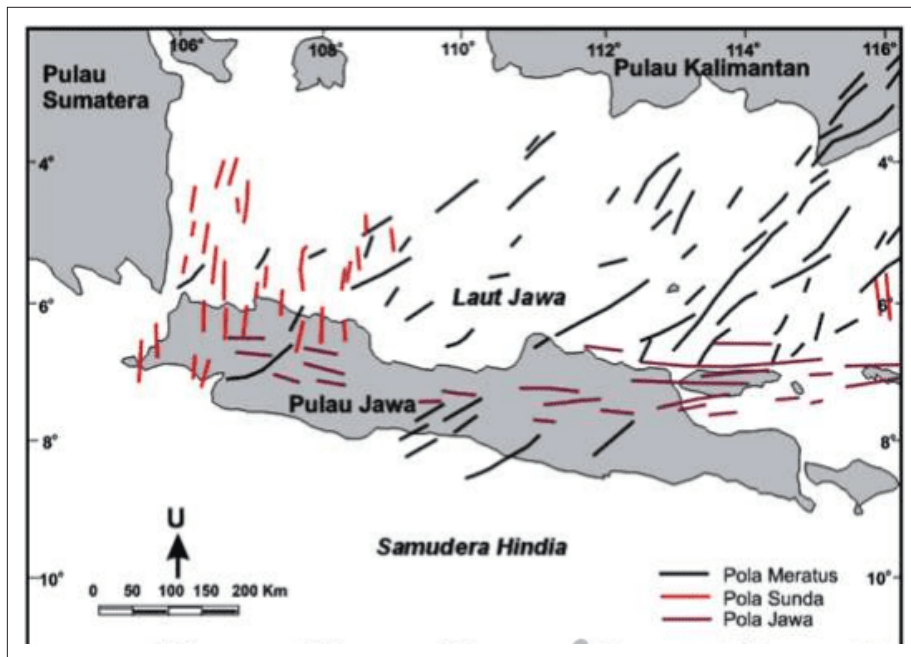 106°
108°
110°
112°
114°
116°
Pulau
Sumatera
Pulau Kalimantan
4°
4°
Laut Jawa
6°
6°
Pulau Jawa
8°
8°
U
Samudera Hindia
0 50 100 150 200 Km
10°
10°
Pola Meratus
Pola Sunda
Pola Jawa